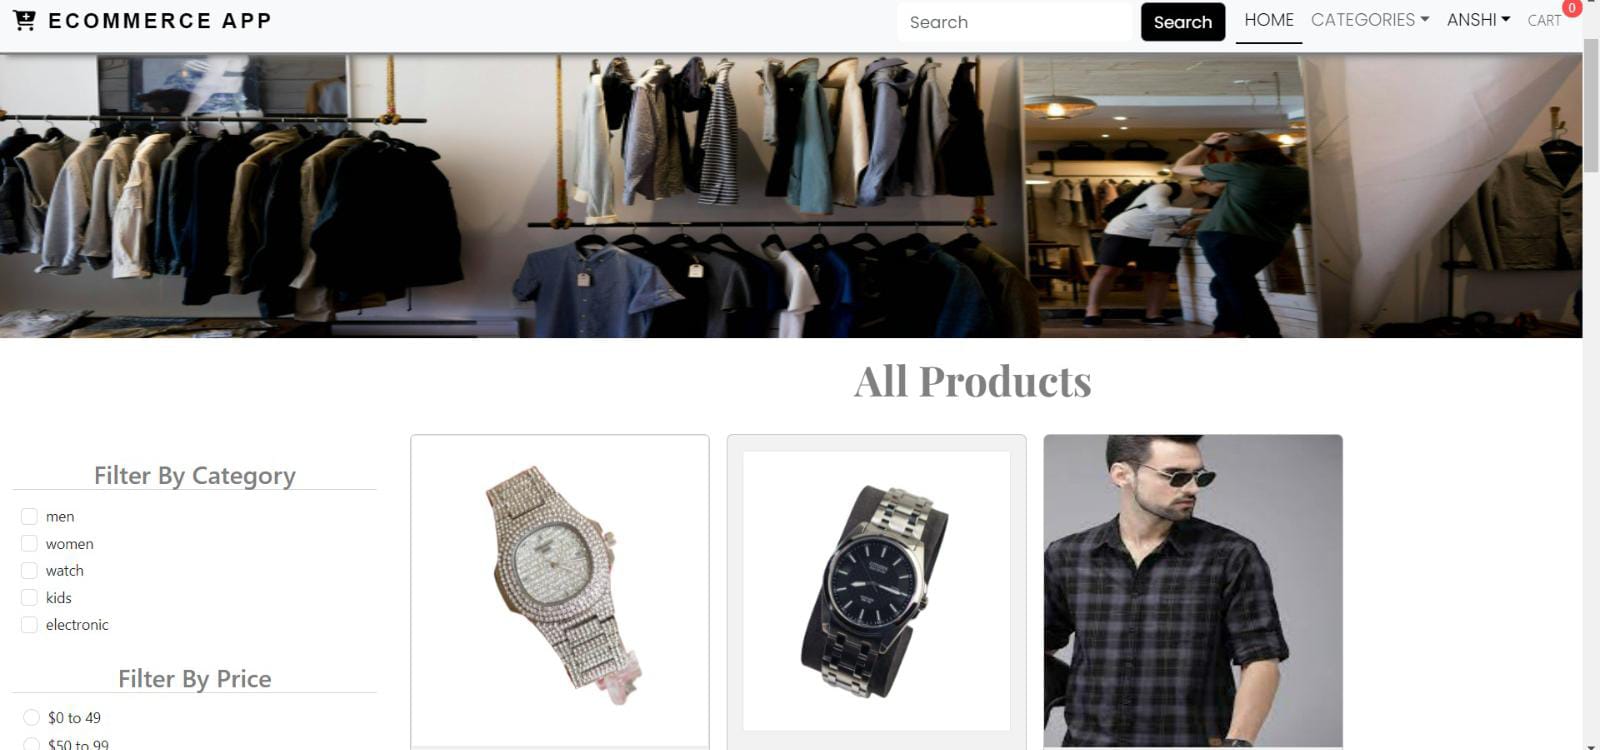 ECOMMERCE APP
Search
Search
HOME
CATEGORIES
ANSHI
CART
0
All Products
Filter By Category
men
women
watch
kids
electronic
Filter By Price
$0 to 49
$50 to 99
CITIZEN